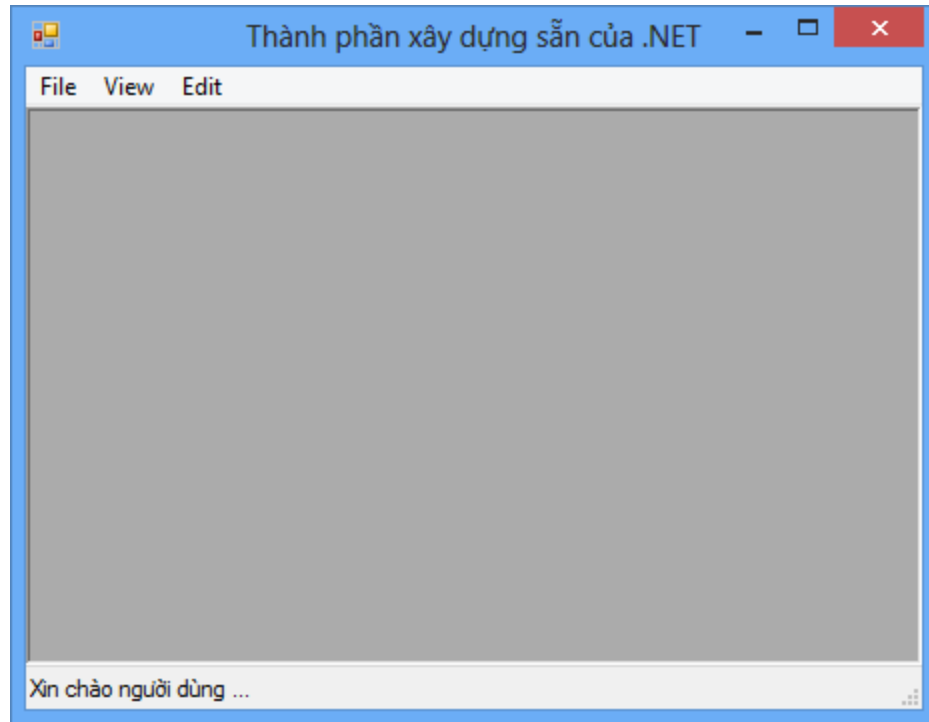 Thành phần xây dựng sẵn của .NET
File View Edit
Xin chào người dùng ...